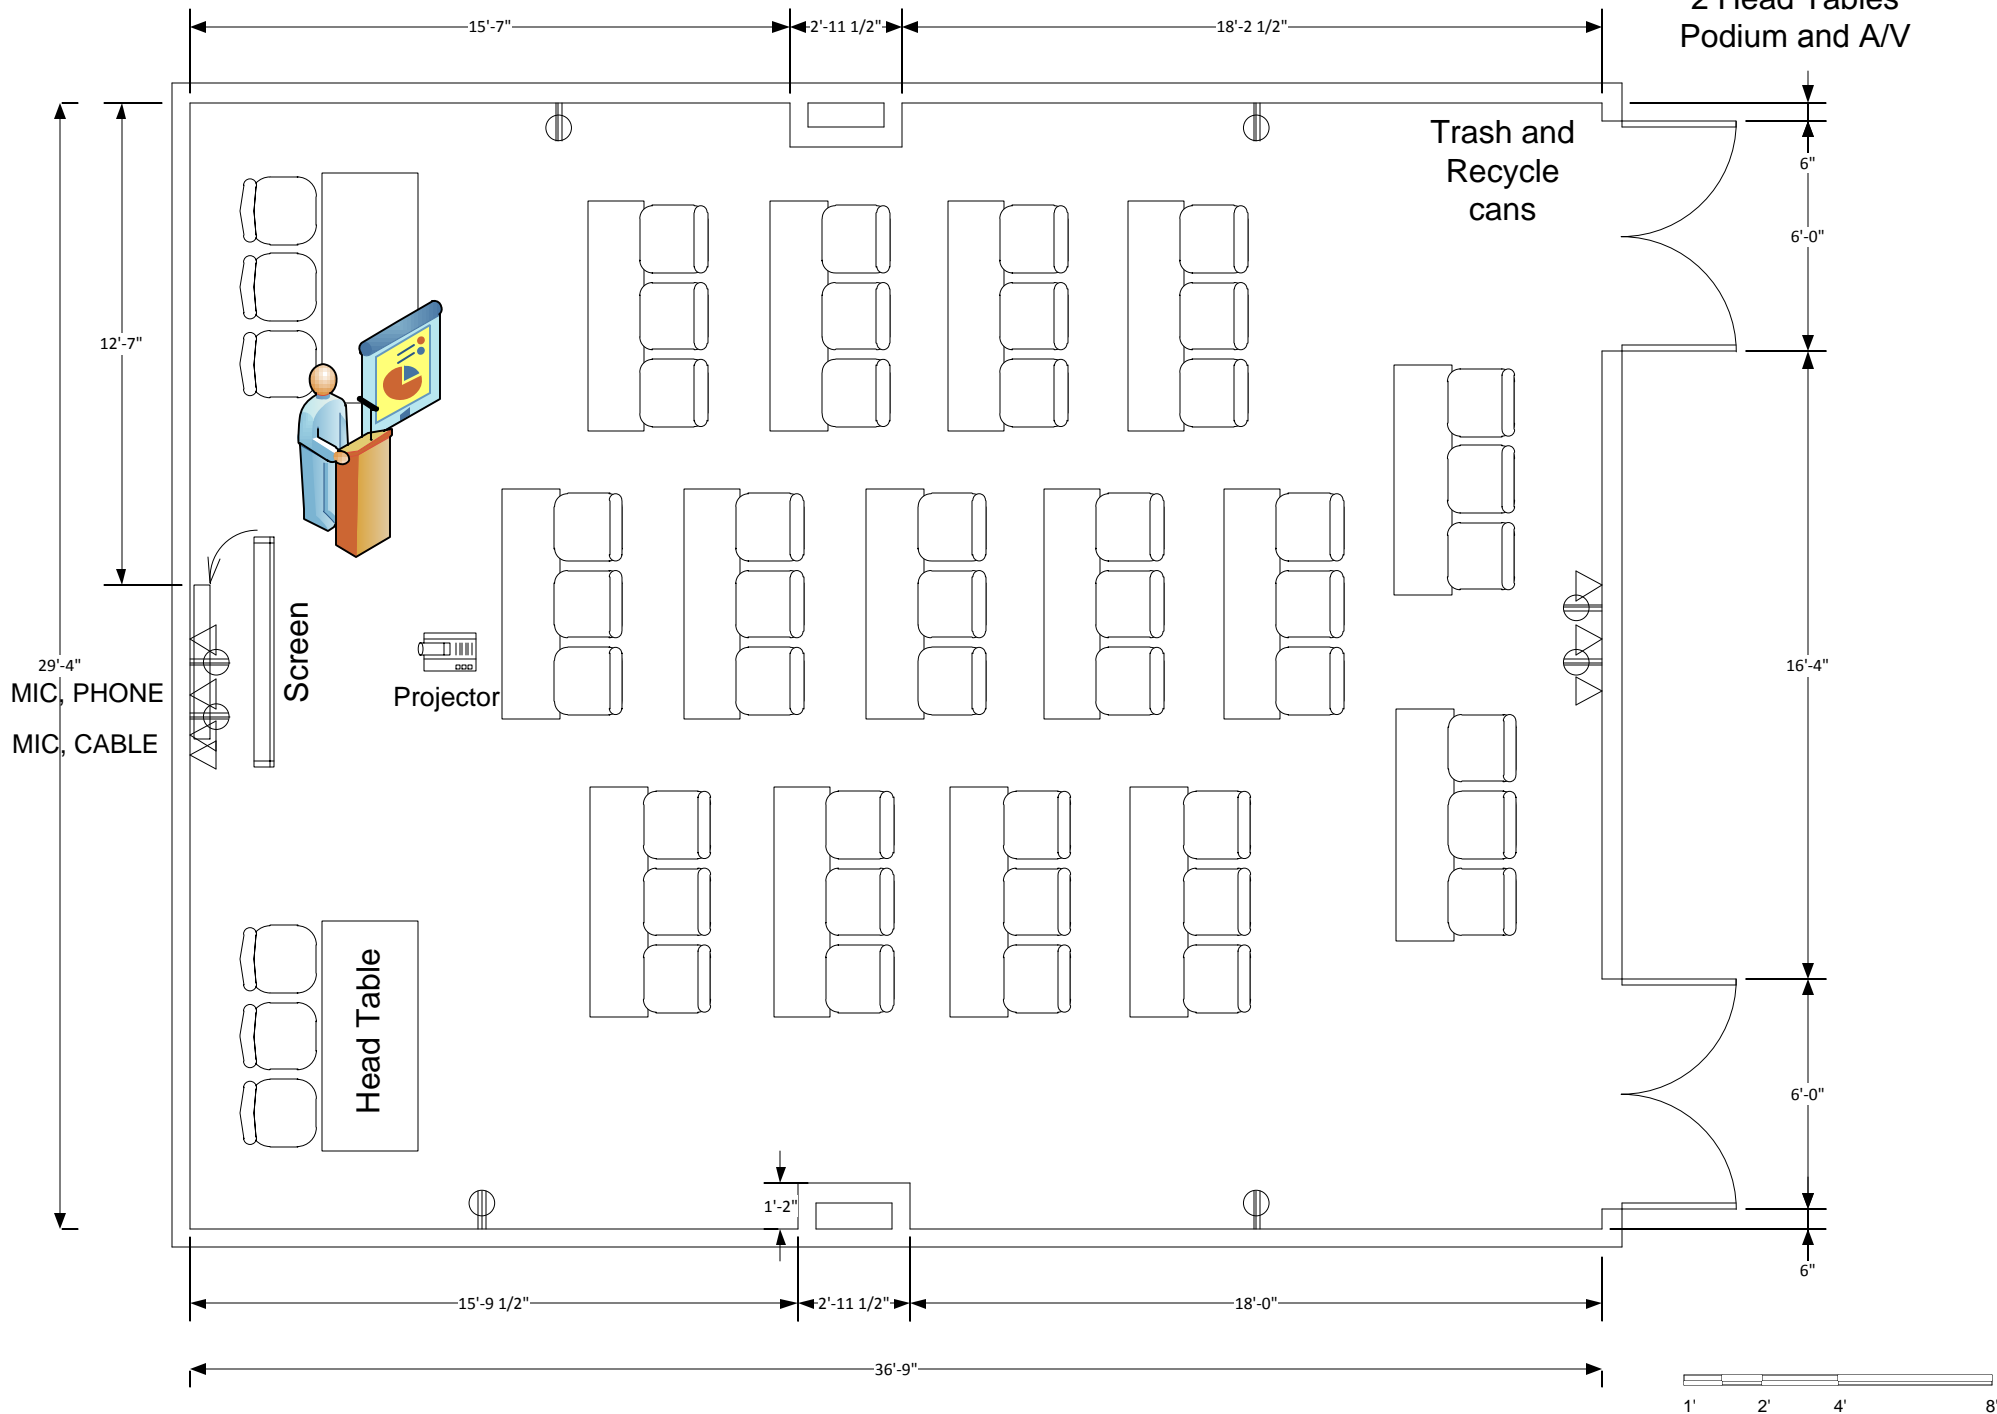 2 Head Tables
Podium and A/V
15'-7"
2'-11 1/2"
18'-2 1/2"
Trash and
Recycle
cans
6"
6'-0"
12'-7"
29'-4"
MIC, PHONE
MIC, CABLE
Screen
Projector
16'-4"
Head Table
6'-0"
1'-2"
6"
15'-9 1/2"
2'-11 1/2"
18'-0"
36'-9"
1' 2' 4' 8'